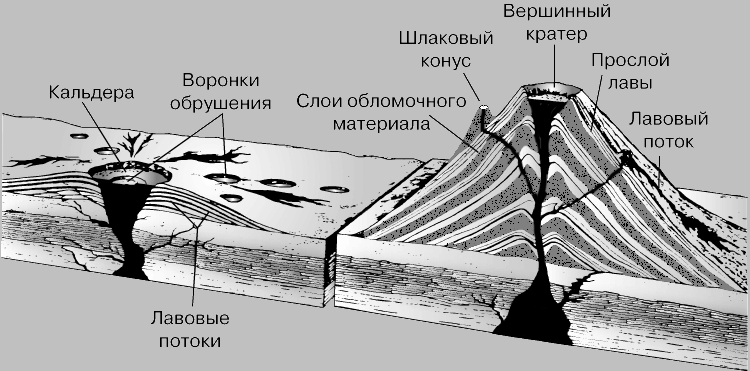 Кальдера
Воронки
обрушения
Лавовые
потоки
Шлаковый
конус
Вершинный
кратер
Прослой
лавы
Слои обломочного
материала
Лавовый
поток